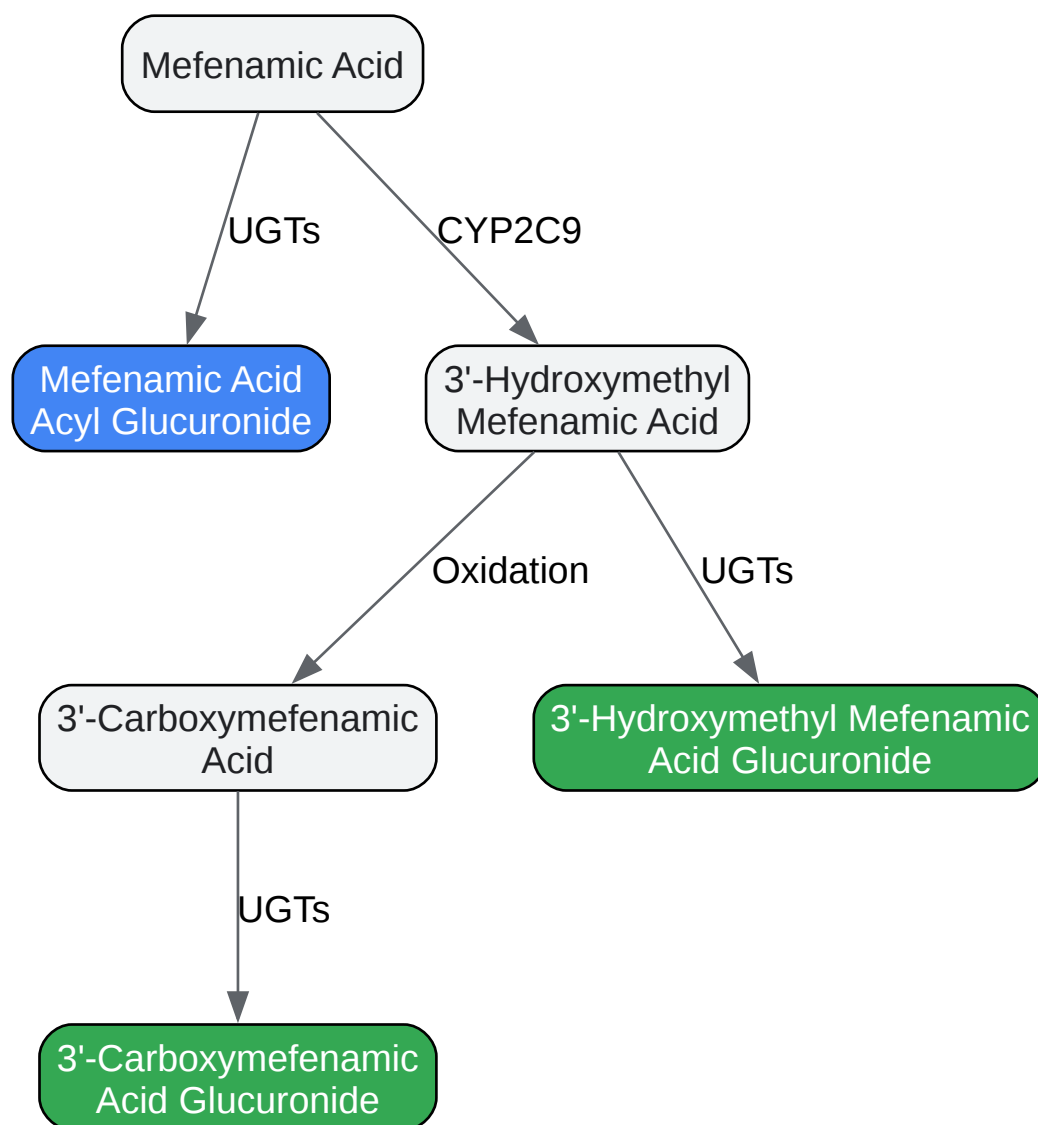 Mefenamic Acid
UGTs
CYP2C9
Mefenamic Acid
Acyl Glucuronide
3'-Hydroxymethyl
Mefenamic Acid
Oxidation
UGTs
3'-Carboxymefenamic
Acid
3'-Hydroxymethyl Mefenamic
Acid Glucuronide
UGTs
3'-Carboxymefenamic
Acid Glucuronide